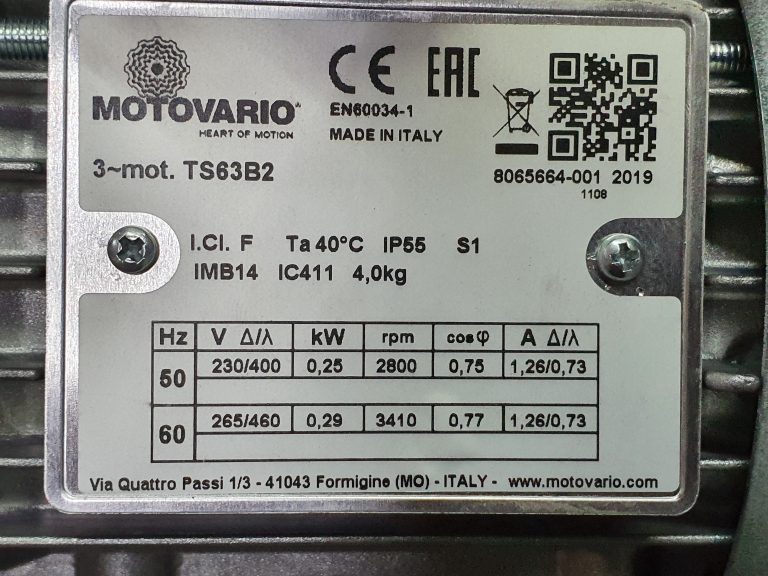 MOTOVARIO
HEART OF MOTION
CE EAC
EN60034-1
MADE IN ITALY
3~mot. TS63B2
8065664-001 2019
1108
I.Cl. F Ta 40°C IP55 S1
IMB14 IC411 4,0kg
Hz V Δ/λ kW rpm cosφ A Δ/λ
50 230/400 0,25 2800 0,75 1,26/0,73
60 265/460 0,29 3410 0,77 1,26/0,73
Via Quattro Passi 1/3 - 41043 Formigine (MO) - ITALY - www.motovario.com